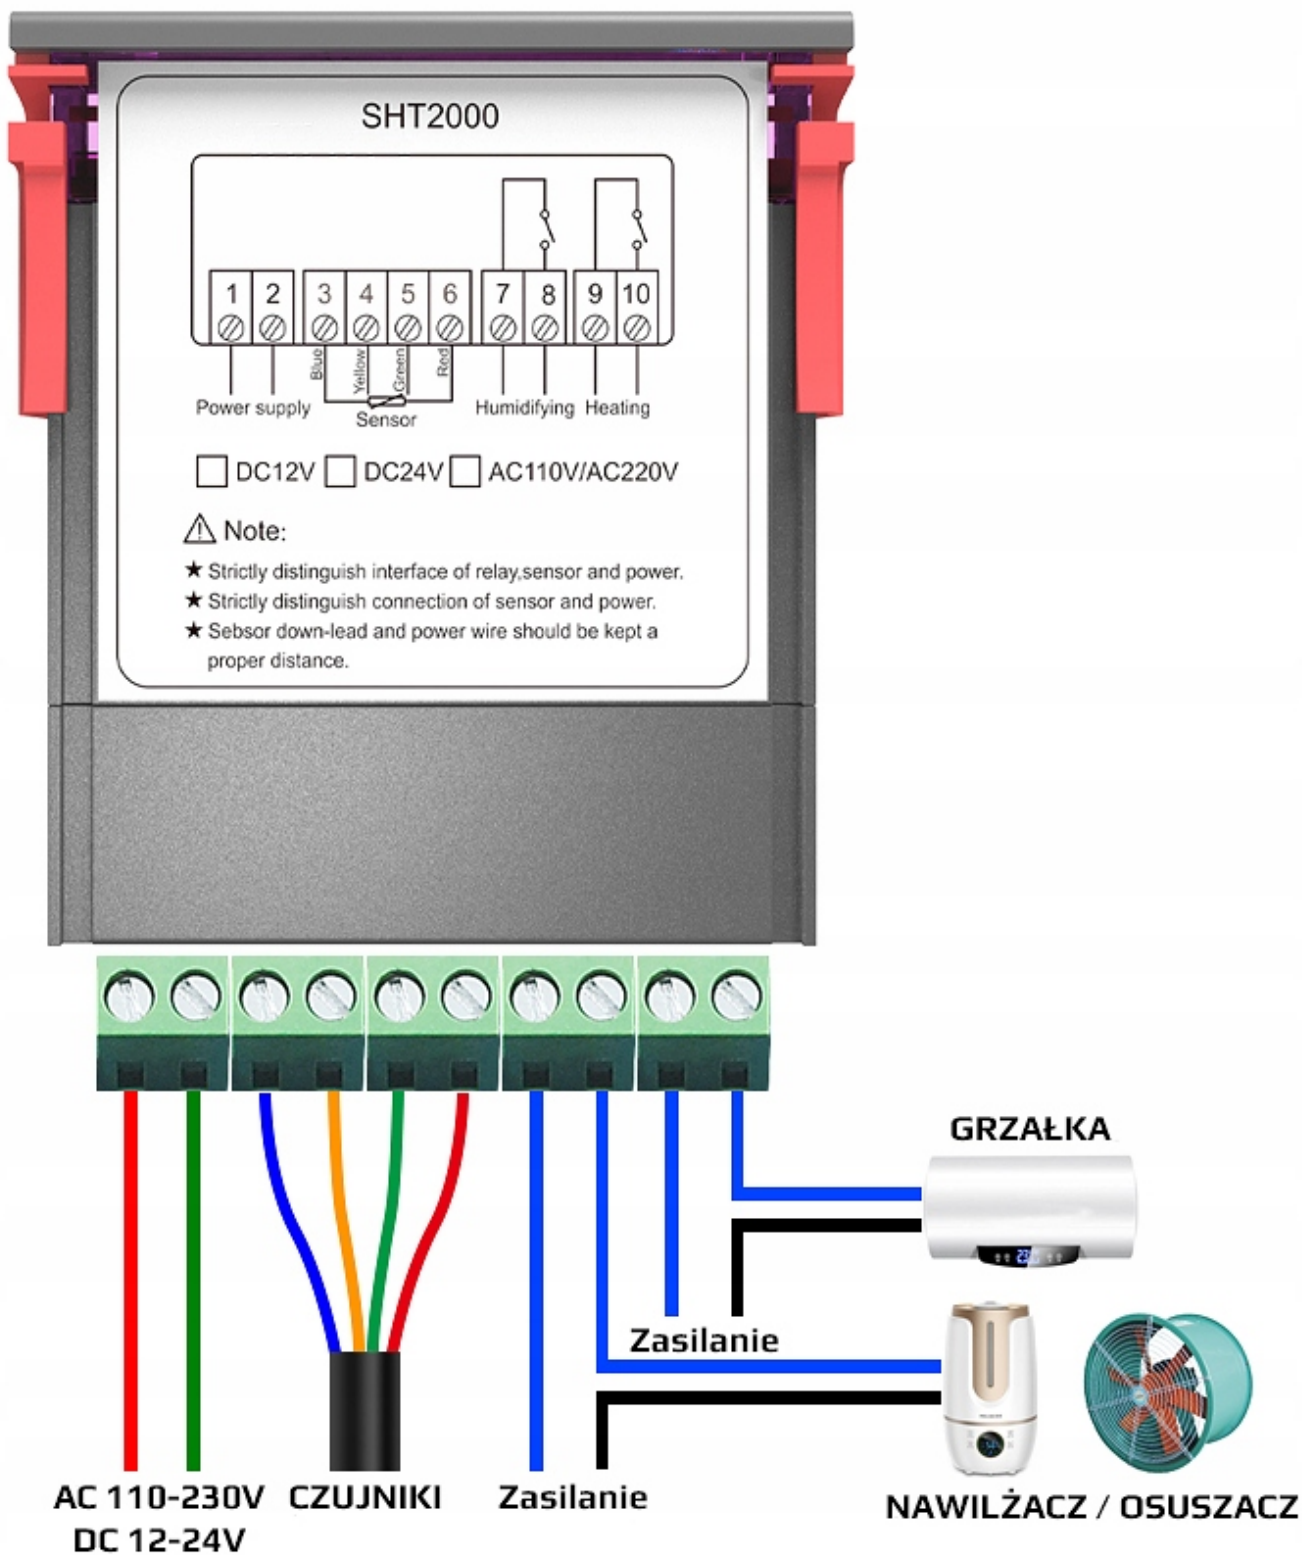 SHT2000
1 2 3 4 5 6 7 8 9 10
Blue Yellow Green Red
Power supply Sensor Humidifying Heating
DC12V DC24V AC110V/AC220V
Note:
★ Strictly distinguish interface of relay,sensor and power.
★ Strictly distinguish connection of sensor and power.
★ Sebsor down-lead and power wire should be kept a
proper distance.
GRZAŁKA
Zasilanie
AC 110-230V CZUJNIKI Zasilanie
DC 12-24V
NAWILŻACZ / OSUSZACZ